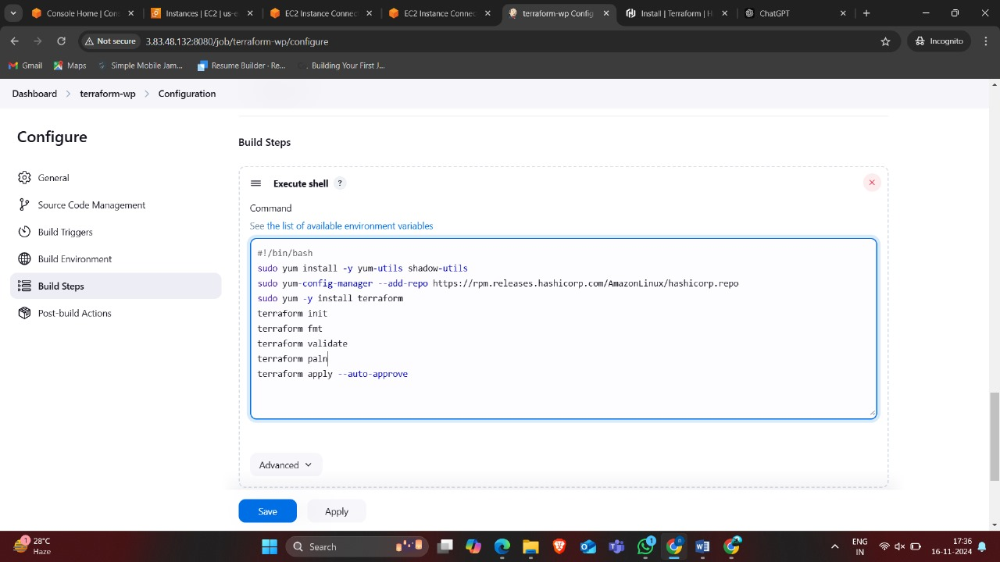 Console Home | Cons
Instances | EC2 | us-e
EC2 Instance Connect
EC2 Instance Connec
terraform-wp Config
Install | Terraform | H
ChatGPT
Not secure
3.83.48.132:8080/job/terraform-wp/configure
Incognito
Gmail
Maps
Simple Mobile Jam...
Resume Builder · Re...
Building Your First J...
Dashboard
terraform-wp
Configuration
Configure
General
Source Code Management
Build Triggers
Build Environment
Build Steps
Post-build Actions
Build Steps
Execute shell ?
Command
See the list of available environment variables
#!/bin/bash
sudo yum install -y yum-utils shadow-utils
sudo yum-config-manager --add-repo https://rpm.releases.hashicorp.com/AmazonLinux/hashicorp.repo
sudo yum -y install terraform
terraform init
terraform fmt
terraform validate
terraform paln
terraform apply --auto-approve
Advanced
Save
Apply
1
28°C
Haze
Search
1
n
ENG
IN
17:36
16-11-2024